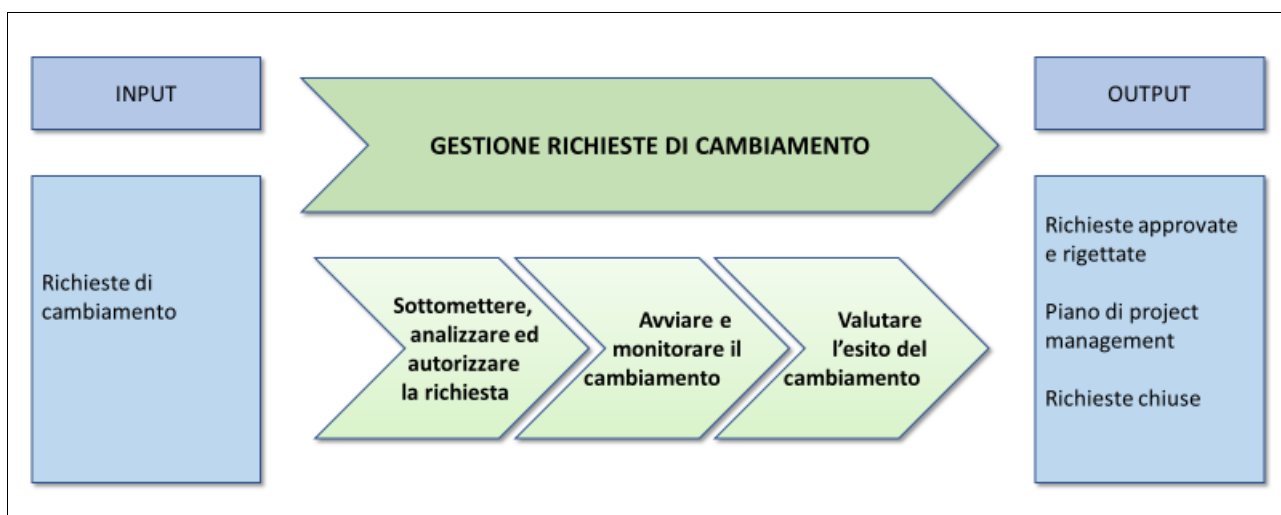 INPUT
GESTIONE RICHIESTE DI CAMBIAMENTO
OUTPUT
Richieste di
cambiamento
Sottomettere,
analizzare ed
autorizzare
la richiesta
Avviare e
monitorare il
cambiamento
Valutare
l’esito del
cambiamento
Richieste approvate
e rigettate
Piano di project
management
Richieste chiuse